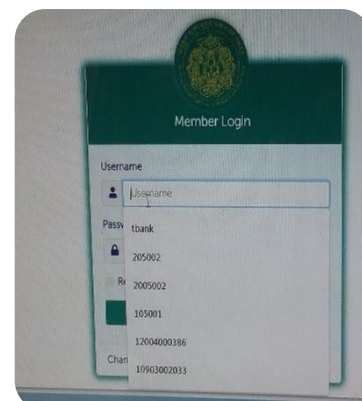 Member Login
Username
Username
Passw
tbank
205002
Re
2005002
105001
12004000386
Chan
10903002033